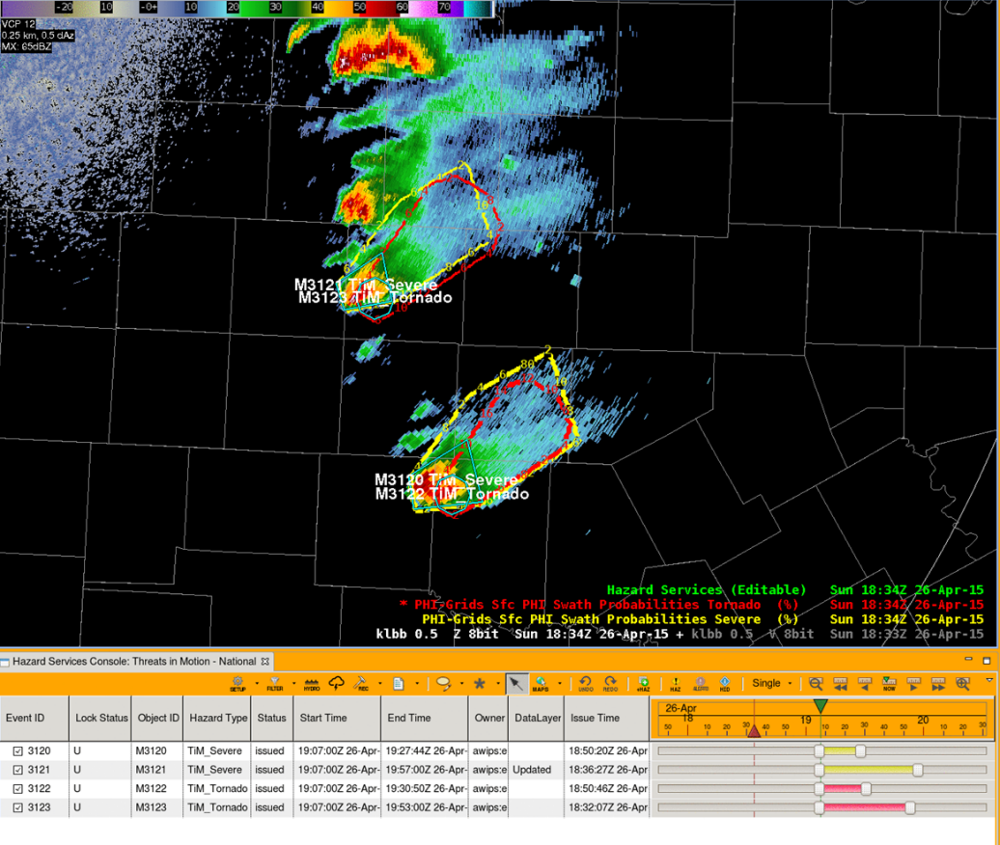 -20 10 -+0 10 20 30 40 50 60 70
VCP 12
0.25 km, 0.5 dAz
MX: 65dBZ
M3121 TiM_Severe
M3123 TiM_Tornado
M3120 TiM_Severe
M3122 TiM_Tornado
Hazard Services (Editable) Sun 18:34Z 26-Apr-15
* PHI-Grids Sfc PHI Swath Probabilities Tornado (%) Sun 18:34Z 26-Apr-15
PHI-Grids Sfc PHI Swath Probabilities Severe (%) Sun 18:34Z 26-Apr-15
klbb 0.5 Z 8bit Sun 18:34Z 26-Apr-15 + klbb 0.5 V 8bit Sun 18:33Z 26-Apr-15
Hazard Services Console: Threats in Motion - National
SETUP FILTER HYDRO REC MAPS UNDO REDO +HAZ HAZ ALERTS HID Single NOW
Event ID Lock Status Object ID Hazard Type Status Start Time End Time Owner DataLayer Issue Time
26-Apr
18 19 20
50 10 20 30 40 50 10 20 30 40 50 10 20 30
3120 U M3120 TiM_Severe issued 19:07:00Z 26-Apr- 19:27:44Z 26-Apr- awips:e 18:50:20Z 26-Apr
3121 U M3121 TiM_Severe issued 19:07:00Z 26-Apr- 19:57:00Z 26-Apr- awips:e Updated 18:36:27Z 26-Apr
3122 U M3122 TiM_Tornado issued 19:07:00Z 26-Apr- 19:30:50Z 26-Apr- awips:e 18:50:46Z 26-Apr
3123 U M3123 TiM_Tornado issued 19:07:00Z 26-Apr- 19:53:00Z 26-Apr- awips:e 18:32:07Z 26-Apr